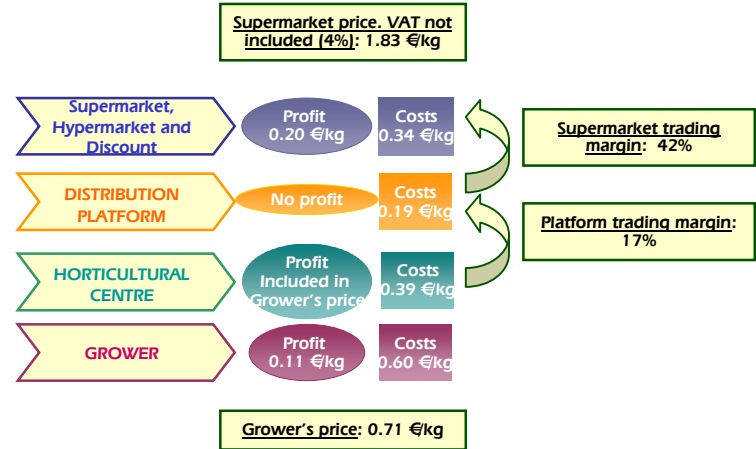 Supermarket price. VAT not
included (4%): 1.83 €/kg
Supermarket,
Hypermarket and
Discount
Profit
0.20 €/kg
Costs
0.34 €/kg
Supermarket trading
margin: 42%
DISTRIBUTION
PLATFORM
No profit
Costs
0.19 €/kg
Platform trading margin:
17%
HORTICULTURAL
CENTRE
Profit
Included in
Grower's price
Costs
0.39 €/kg
GROWER
Profit
0.11 €/kg
Costs
0.60 €/kg
Grower's price: 0.71 €/kg